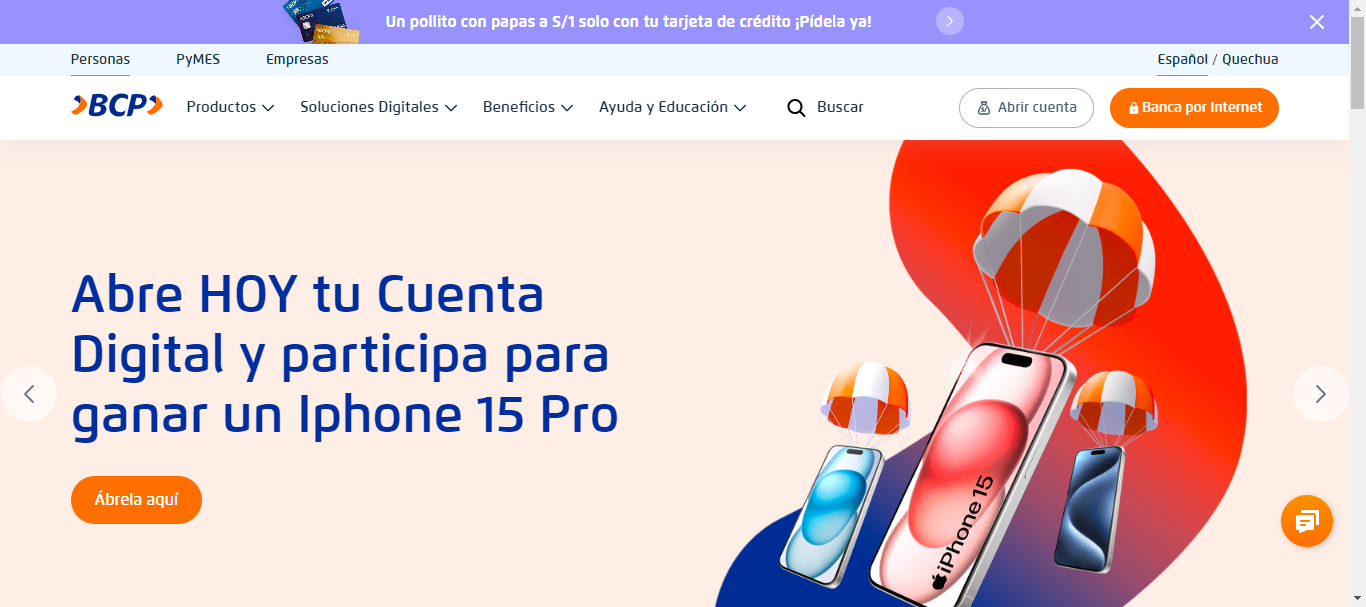 Un pollito con papas a S/1 solo con tu tarjeta de crédito ¡Pídela ya!
Personas PyMES Empresas Español / Quechua
BCP Productos Soluciones Digitales Beneficios Ayuda y Educación Buscar Abrir cuenta Banca por Internet
Abre HOY tu Cuenta
Digital y participa para
ganar un Iphone 15 Pro
Ábrela aquí
iPhone 15